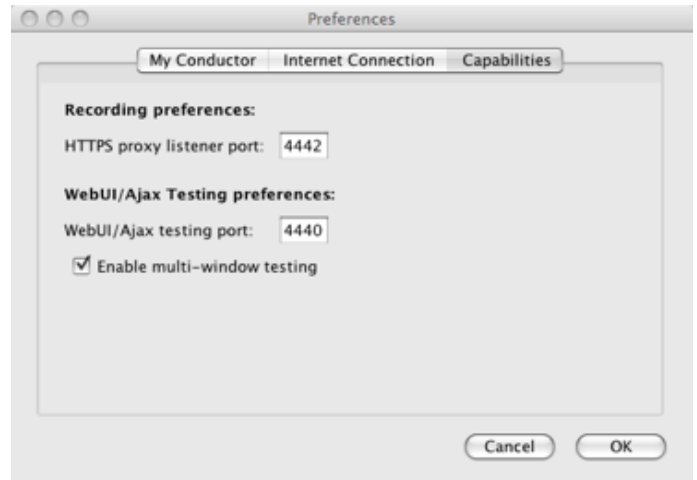 Preferences
My Conductor Internet Connection Capabilities
Recording preferences:
HTTPS proxy listener port: 4442
WebUI/Ajax Testing preferences:
WebUI/Ajax testing port: 4440
Enable multi-window testing
Cancel OK